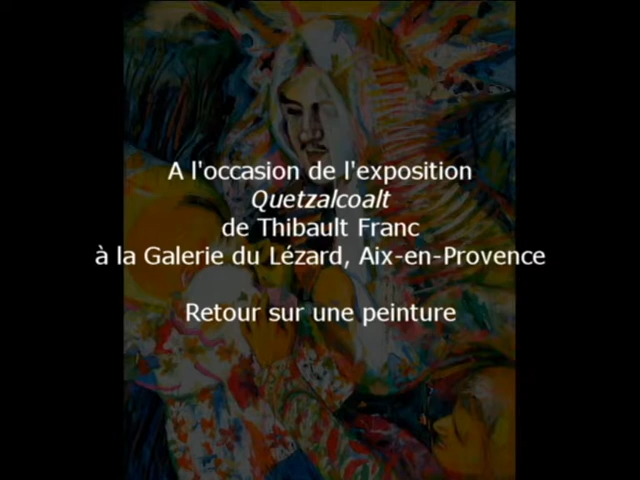 A l'occasion de l'exposition
Quetzalcoalt
de Thibault Franc
à la Galerie du Lézard, Aix-en-Provence
Retour sur une peinture